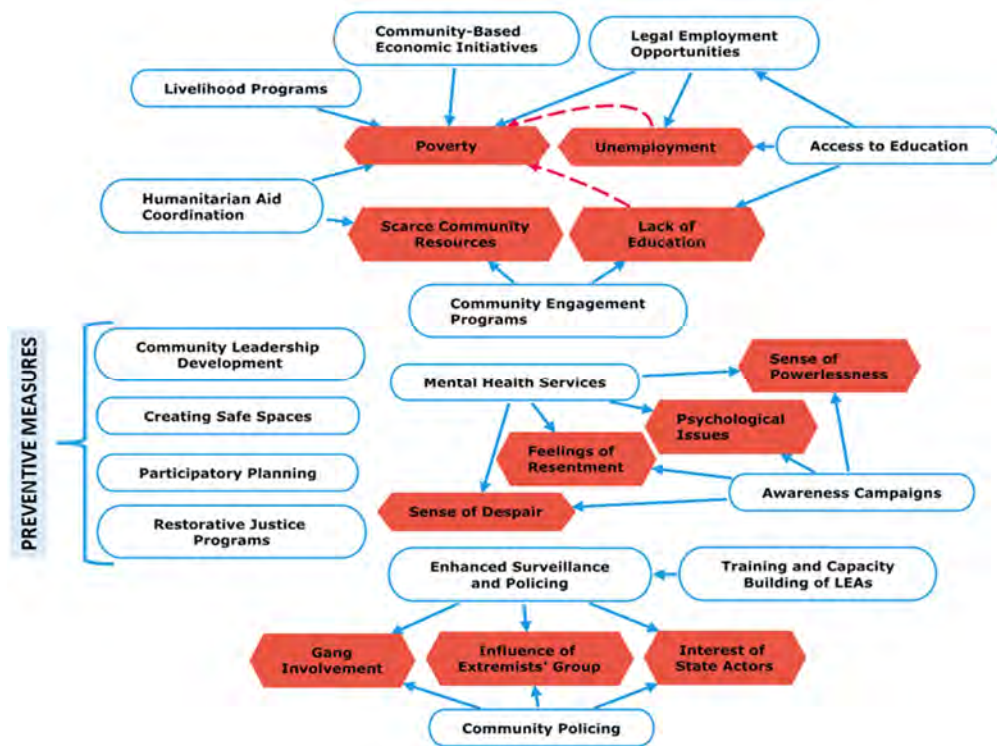 Community-Based
Economic Initiatives
Legal Employment
Opportunities
Livelihood Programs
Poverty
Unemployment
Access to Education
Humanitarian Aid
Coordination
Scarce Community
Resources
Lack of
Education
Community Engagement
Programs
PREVENTIVE MEASURES
Community Leadership
Development
Creating Safe Spaces
Participatory Planning
Restorative Justice
Programs
Mental Health Services
Sense of
Powerlessness
Psychological
Issues
Feelings of
Resentment
Awareness Campaigns
Sense of Despair
Enhanced Surveillance
and Policing
Training and Capacity
Building of LEAs
Gang
Involvement
Influence of
Extremists' Group
Interest of
State Actors
Community Policing